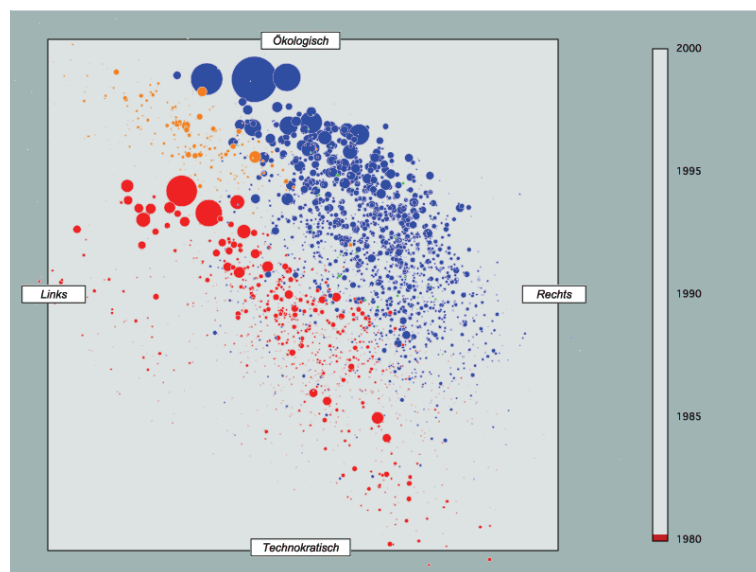 Ökologisch
Links
Rechts
Technokratisch
2000
1995
1990
1985
1980